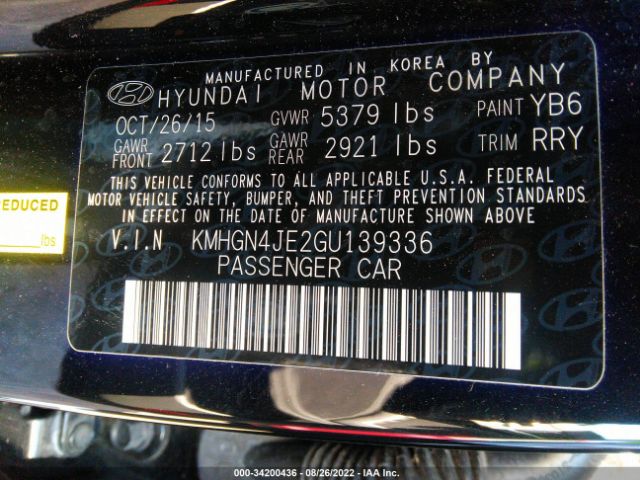 MANUFACTURED IN KOREA BY
HYUNDAI MOTOR COMPANY
OCT/26/15 GVWR 5379 lbs PAINT YB6
GAWR FRONT 2712 lbs GAWR REAR 2921 lbs TRIM RRY
THIS VEHICLE CONFORMS TO ALL APPLICABLE U.S.A. FEDERAL
MOTOR VEHICLE SAFETY, BUMPER, AND THEFT PREVENTION STANDARDS
IN EFFECT ON THE DATE OF MANUFACTURE SHOWN ABOVE
V.I.N KMHGN4JE2GU139336
PASSENGER CAR
REDUCED
lbs
000-34200436 - 08/26/2022 - IAA Inc.